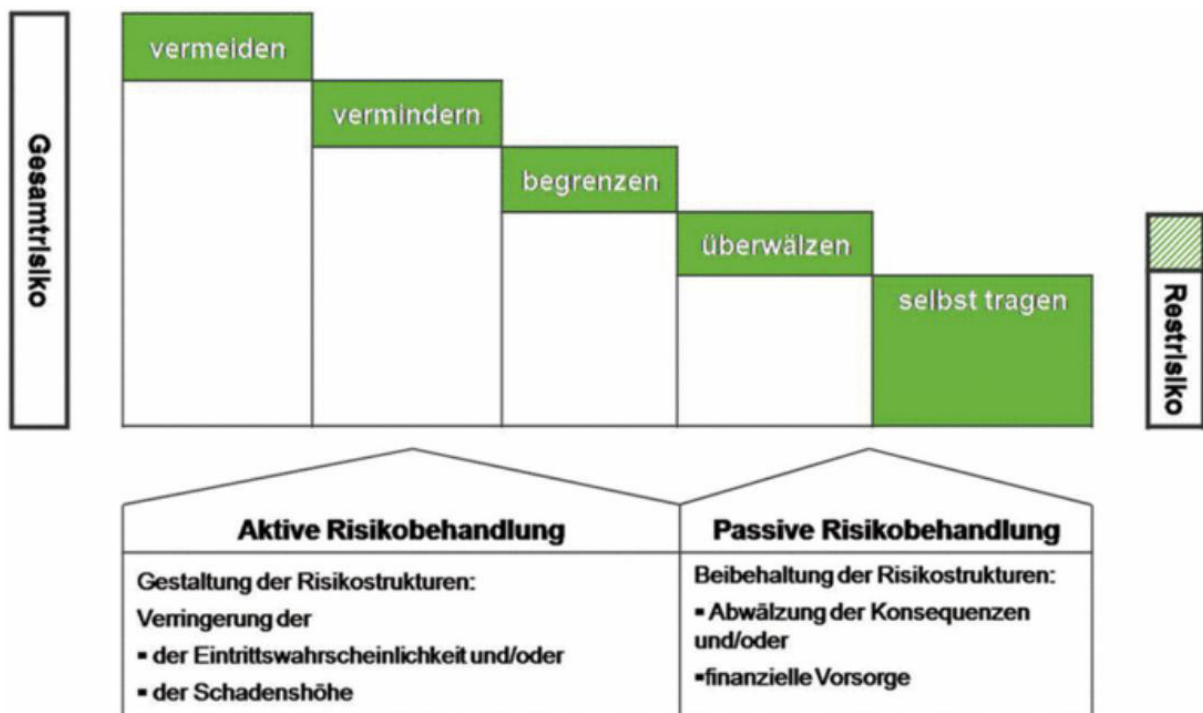 Gesamtrisiko
vermeiden
vermindern
begrenzen
überwälzen
selbst tragen
Restrisiko
Aktive Risikobehandlung
Gestaltung der Risikostrukturen:
Verringerung der
▪ der Eintrittswahrscheinlichkeit und/oder
▪ der Schadenshöhe
Passive Risikobehandlung
Beibehaltung der Risikostrukturen:
▪ Abwälzung der Konsequenzen
und/oder
▪finanzielle Vorsorge